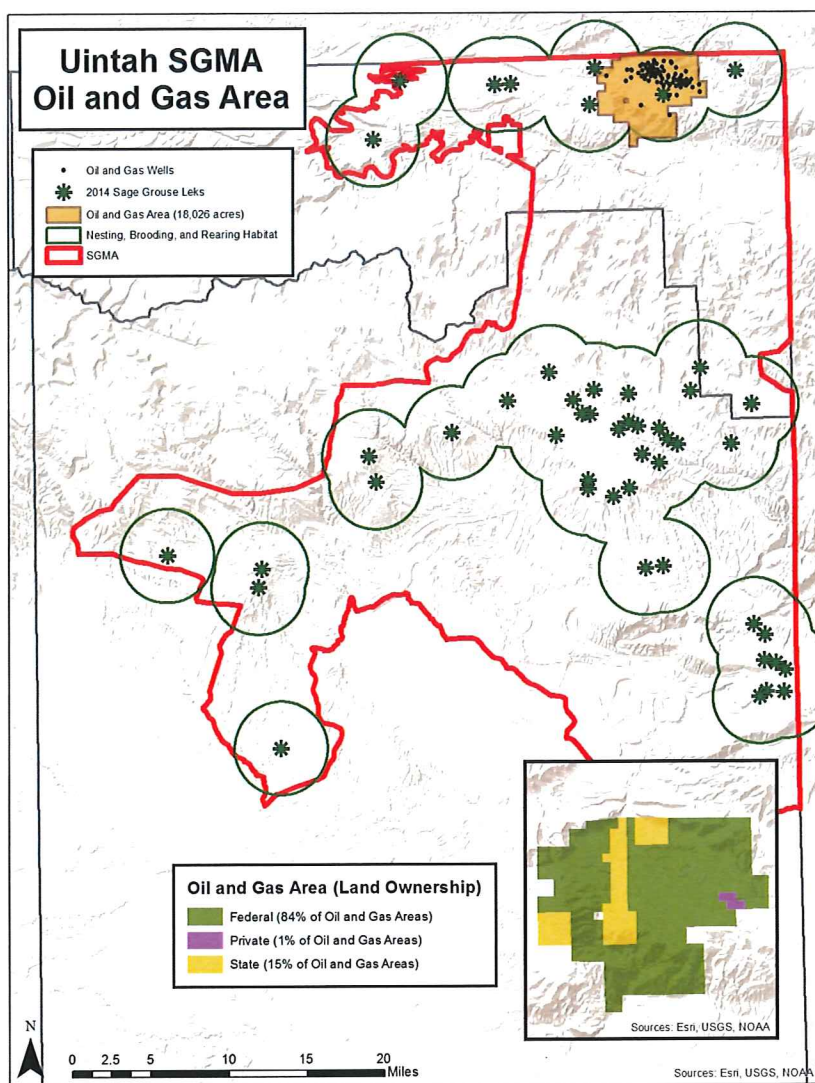 Uintah SGMA
Oil and Gas Area
Oil and Gas Wells
2014 Sage Grouse Leks
Oil and Gas Area (18,026 acres)
Nesting, Brooding, and Rearing Habitat
SGMA
Oil and Gas Area (Land Ownership)
Federal (84% of Oil and Gas Areas)
Private (1% of Oil and Gas Areas)
State (15% of Oil and Gas Areas)
Sources: Esri, USGS, NOAA
N
0 2.5 5 10 15 20
Miles
Sources: Esri, USGS, NOAA